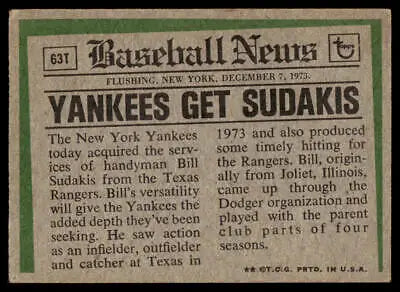 63T
Baseball News
TOPPS
FLUSHING, NEW YORK, DECEMBER 7, 1973.
YANKEES GET SUDAKIS
The New York Yankees
today acquired the serv-
ices of handyman Bill
Sudakis from the Texas
Rangers. Bill's versatility
will give the Yankees the
added depth they've been
seeking. He saw action
as an infielder, outfielder
and catcher at Texas in
1973 and also produced
some timely hitting for
the Rangers. Bill, origin-
ally from Joliet, Illinois,
came up through the
Dodger organization and
played with the parent
club parts of four
seasons.
** ©T.C.G. PRTD. IN U.S.A.